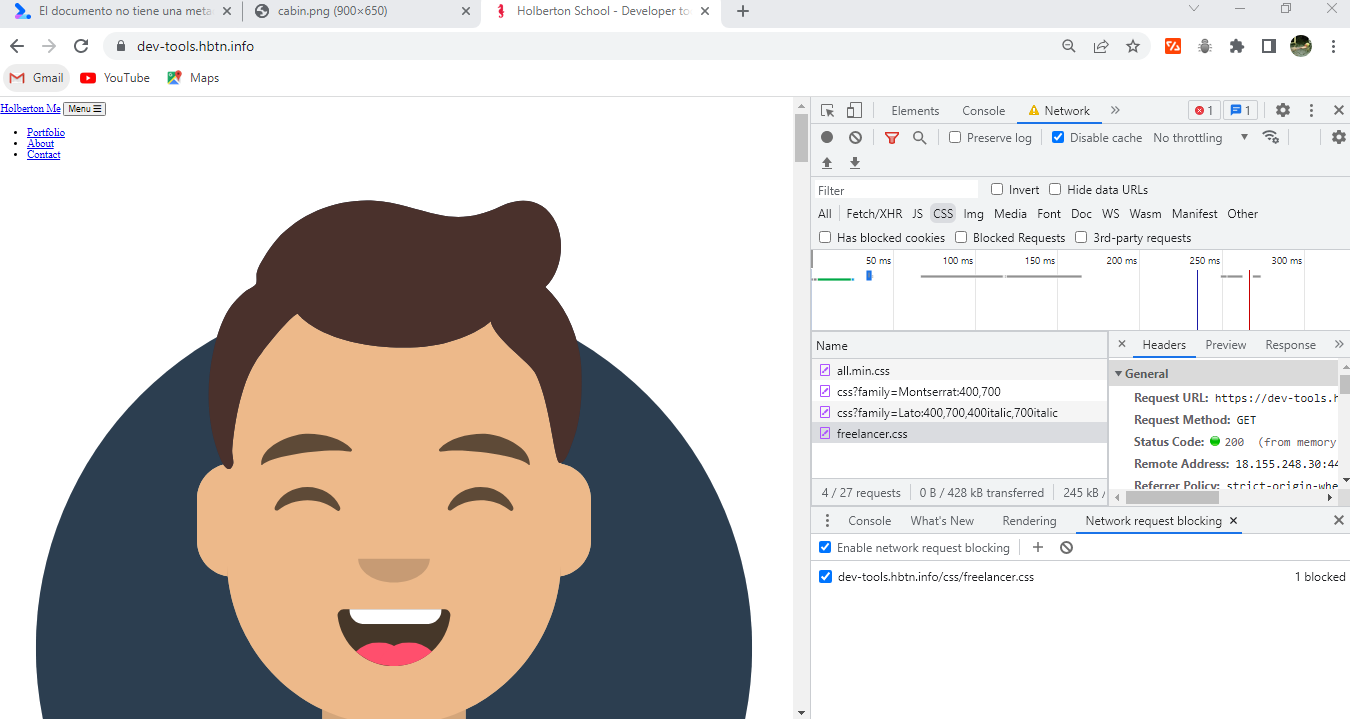 El documento no tiene una meta
cabin.png (900×650)
Holberton School - Developer to
dev-tools.hbtn.info
Gmail
YouTube
Maps
Holberton Me Menu ☰
Portfolio
About
Contact
Elements Console Network 1 1
Preserve log Disable cache No throttling
Filter Invert Hide data URLs
All Fetch/XHR JS CSS Img Media Font Doc WS Wasm Manifest Other
Has blocked cookies Blocked Requests 3rd-party requests
50 ms 100 ms 150 ms 200 ms 250 ms 300 ms
Name
all.min.css
css?family=Montserrat:400,700
css?family=Lato:400,700,400italic,700italic
freelancer.css
4 / 27 requests 0 B / 428 kB transferred 245 kB /
Headers Preview Response
General
Request URL: https://dev-tools.h
Request Method: GET
Status Code: 200 (from memory
Remote Address: 18.155.248.30:44
Referrer Policy: strict-origin-whe
Console What's New Rendering Network request blocking
Enable network request blocking
dev-tools.hbtn.info/css/freelancer.css 1 blocked